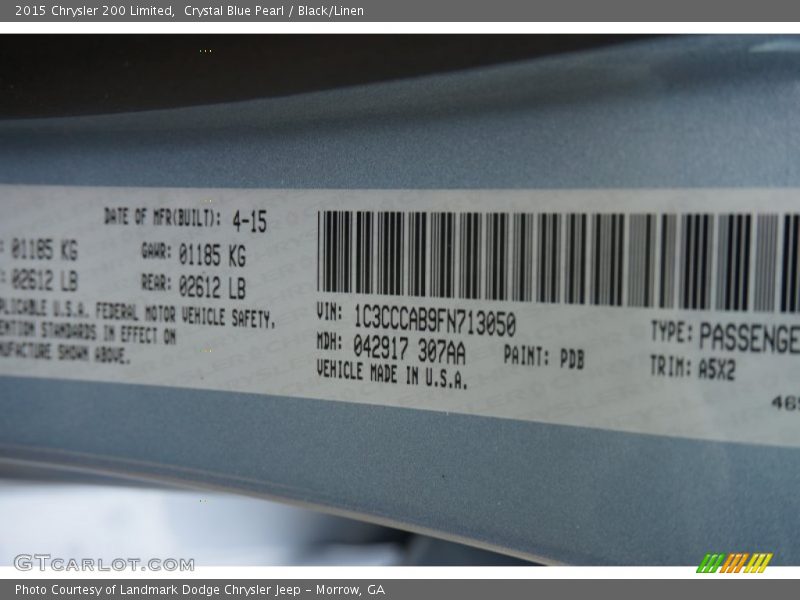 2015 Chrysler 200 Limited, Crystal Blue Pearl / Black/Linen
DATE OF MFR(BUILT): 4-15
: 01185 KG GAWR: 01185 KG
: 02612 LB REAR: 02612 LB
PLICABLE U.S.A. FEDERAL MOTOR VEHICLE SAFETY,
ENTION STANDARDS IN EFFECT ON
NUFACTURE SHOWN ABOVE.
VIN: 1C3CCCAB9FN713050 TYPE: PASSENGE
MDH: 042917 307AA PAINT: PDB TRIM: A5X2
VEHICLE MADE IN U.S.A.
469
GTCARLOT.COM
Photo Courtesy of Landmark Dodge Chrysler Jeep – Morrow, GA